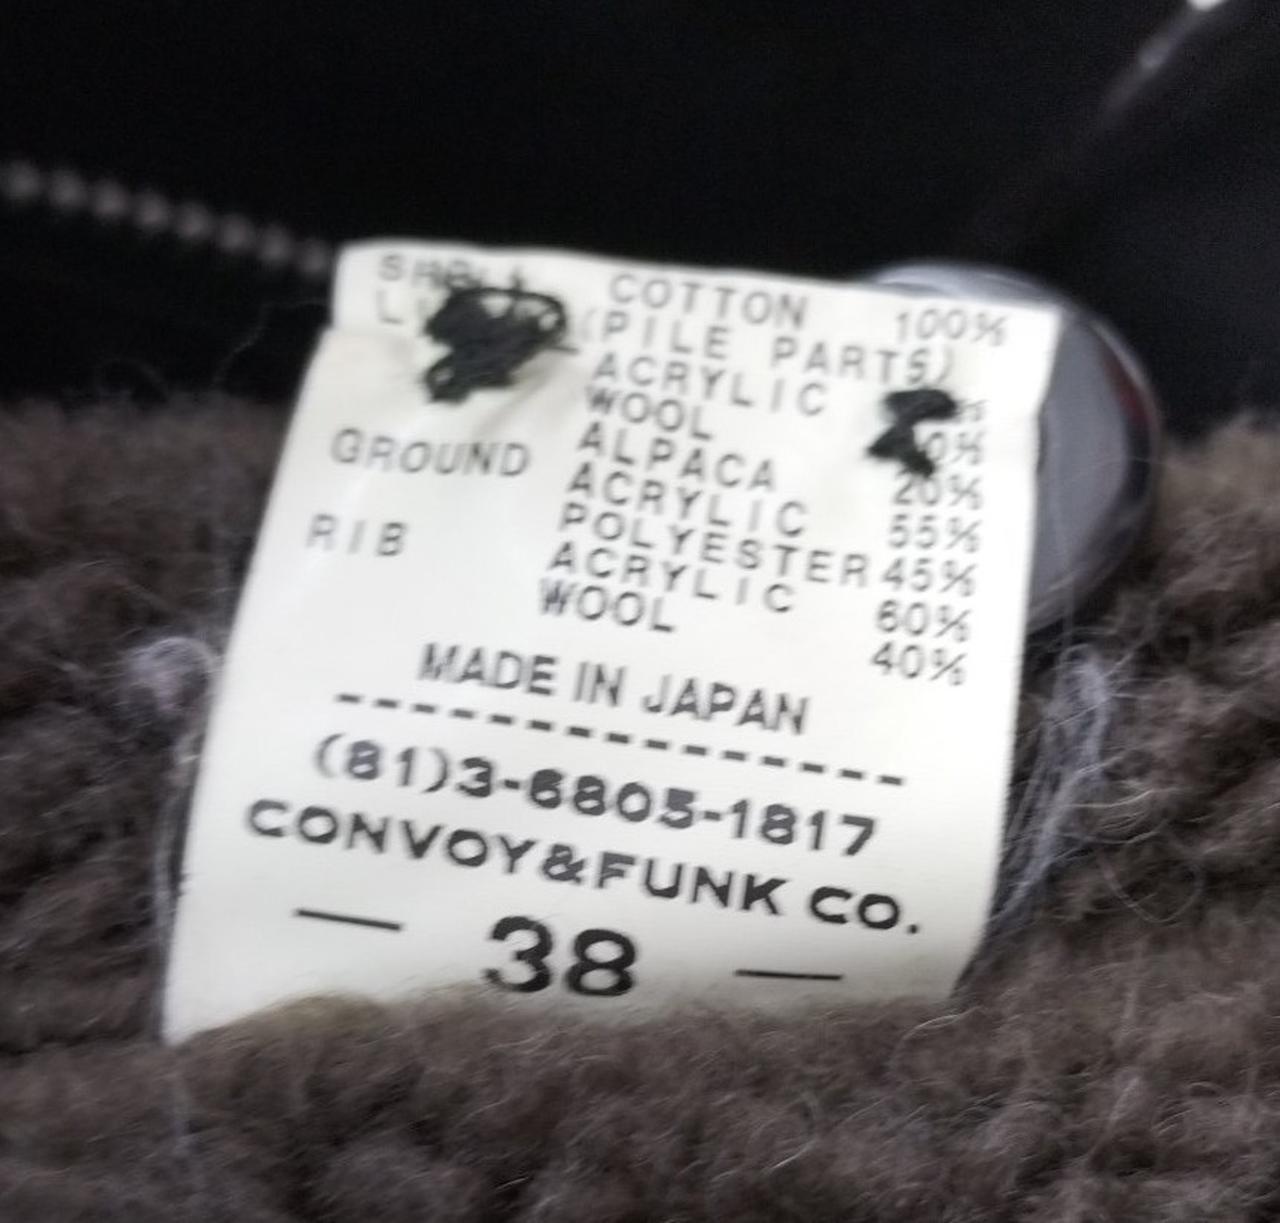 SHELL COTTON 100%
(PILE PARTS)
ACRYLIC
WOOL
ALPACA 20%
GROUND ACRYLIC 55%
POLYESTER 45%
RIB ACRYLIC 60%
WOOL 40%
MADE IN JAPAN
(81)3-6805-1817
CONVOY&FUNK CO.
— 38 —